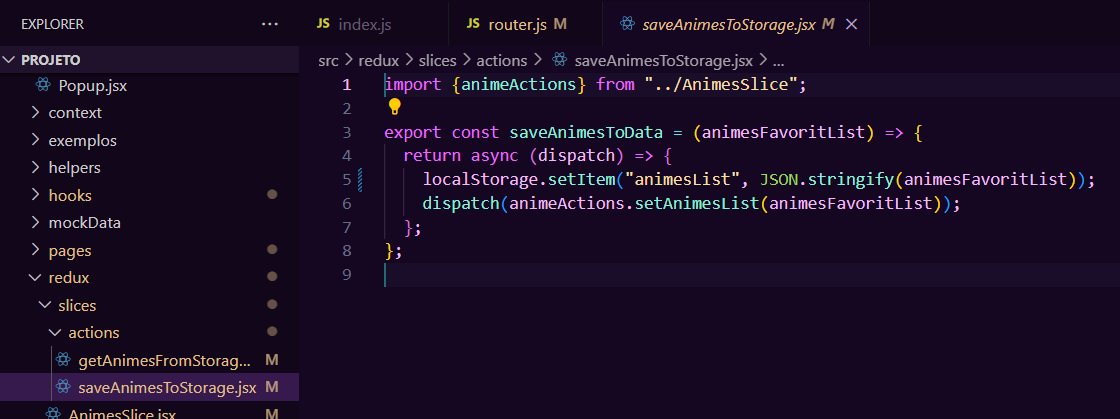 EXPLORER ...
PROJETO
Popup.jsx
context
exemplos
helpers
hooks
mockData
pages
redux
slices
actions
getAnimesFromStorag... M
saveAnimesToStorage.jsx M
AnimesSlice.jsx M
JS index.js
JS router.js M
saveAnimesToStorage.jsx M
src > redux > slices > actions > saveAnimesToStorage.jsx > ...
1 import {animeActions} from "../AnimesSlice";
2
3 export const saveAnimesToData = (animesFavoritList) => {
4 return async (dispatch) => {
5 localStorage.setItem("animesList", JSON.stringify(animesFavoritList));
6 dispatch(animeActions.setAnimesList(animesFavoritList));
7 };
8 };
9